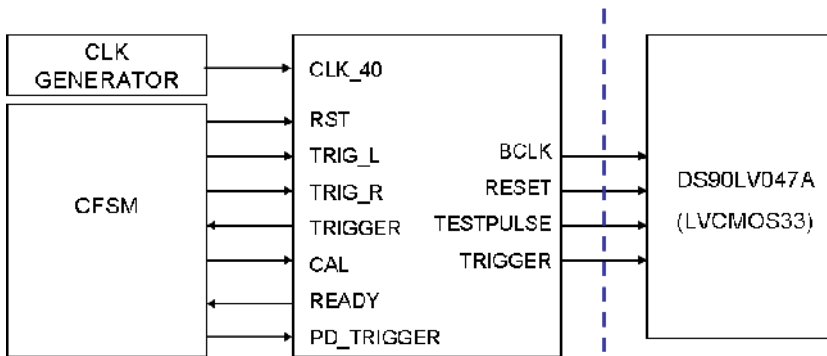 CLK
GENERATOR
CFSM
CLK_40
RST
TRIG_L
TRIG_R
TRIGGER
CAL
READY
PD_TRIGGER
BCLK
RESET
TESTPULSE
TRIGGER
DS90LV047A
(LVCMOS33)